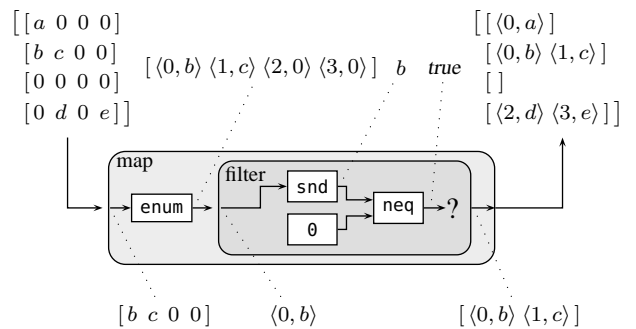 [[a 0 0 0]
[b c 0 0]
[0 0 0 0]
[0 d 0 e]]
[⟨0, b⟩ ⟨1, c⟩ ⟨2, 0⟩ ⟨3, 0⟩]
b
true
[[⟨0, a⟩]
[⟨0, b⟩ ⟨1, c⟩]
[ ]
[⟨2, d⟩ ⟨3, e⟩]]
map
filter
enum
snd
0
neq
?
[b c 0 0]
⟨0, b⟩
[⟨0, b⟩ ⟨1, c⟩]